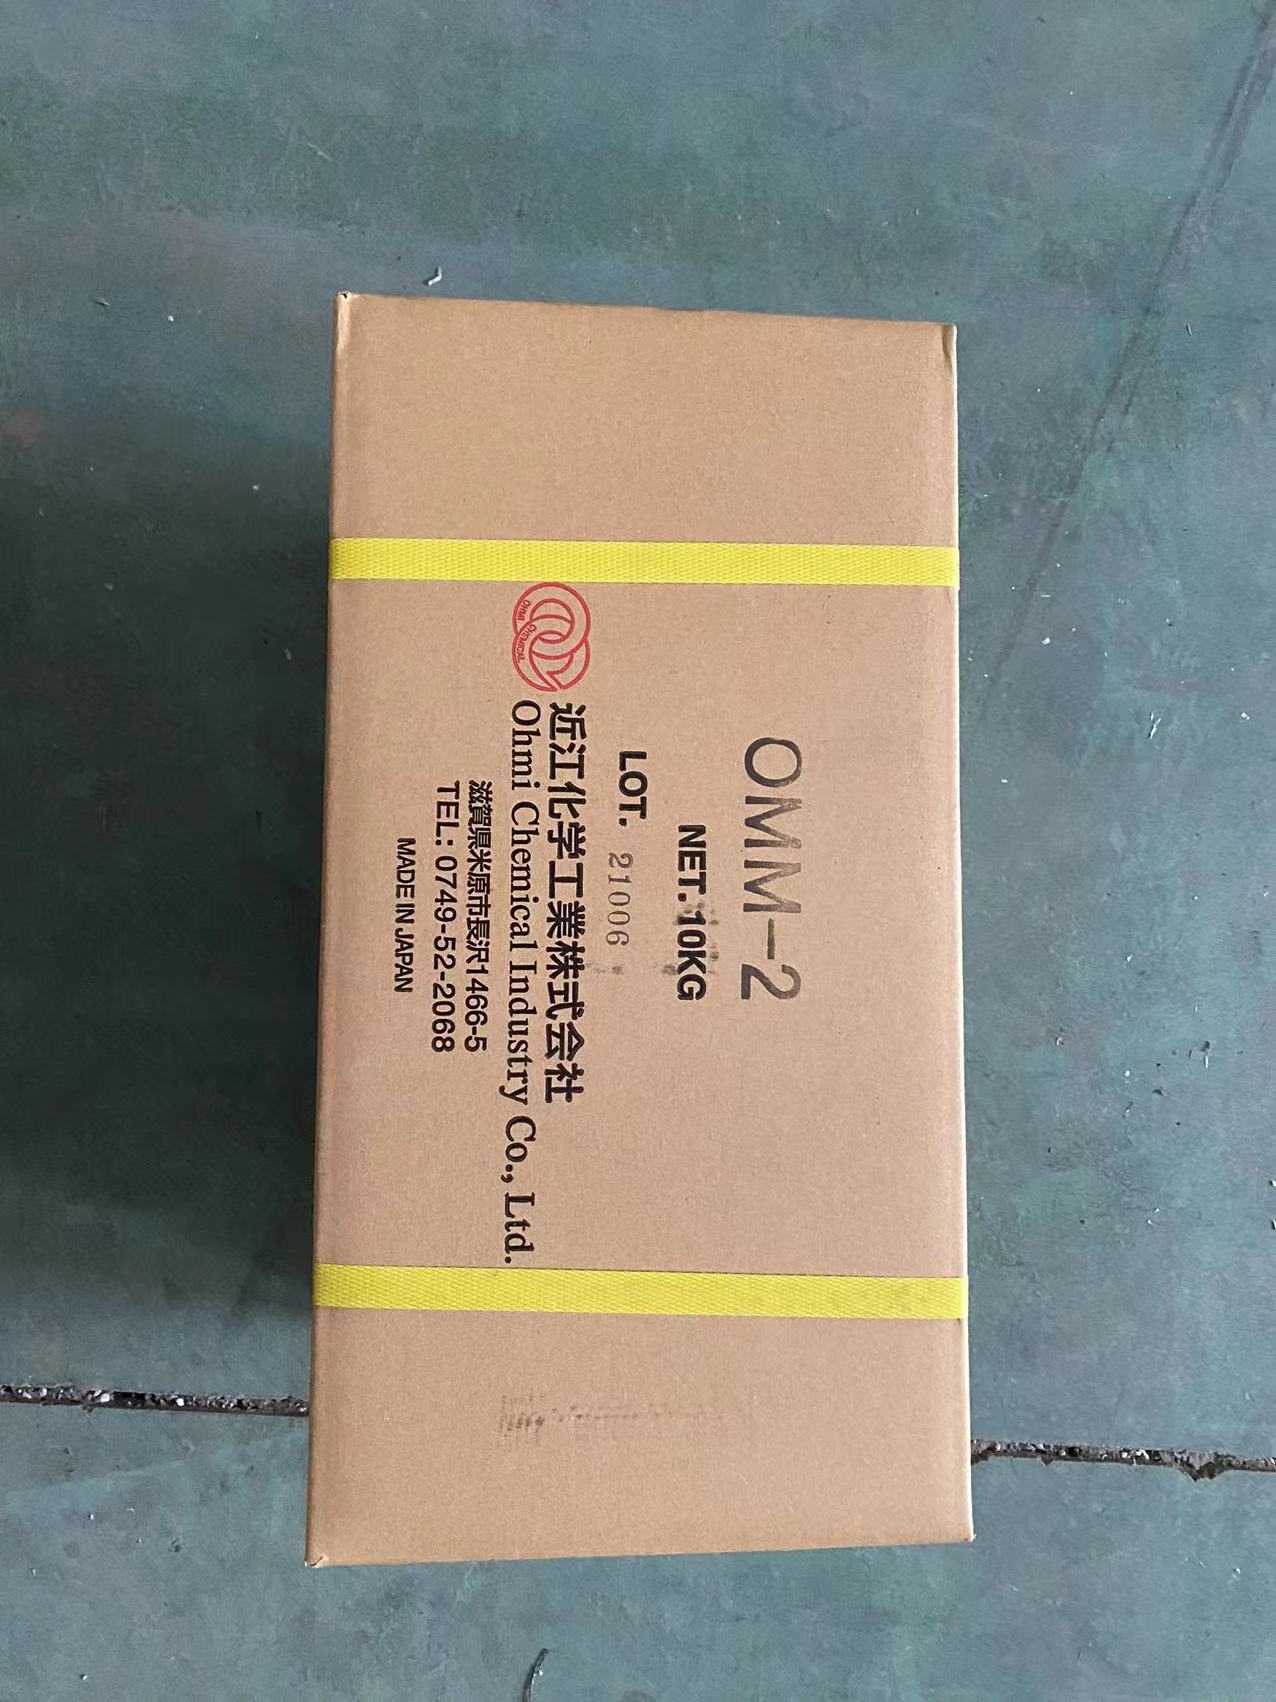 OMM-2
NET. 10KG
LOT. 21006
OHMI CHEMICAL
近江化学工業株式会社
Ohmi Chemical Industry Co., Ltd.
滋賀県米原市長沢1466-5
TEL: 0749-52-2068
MADE IN JAPAN